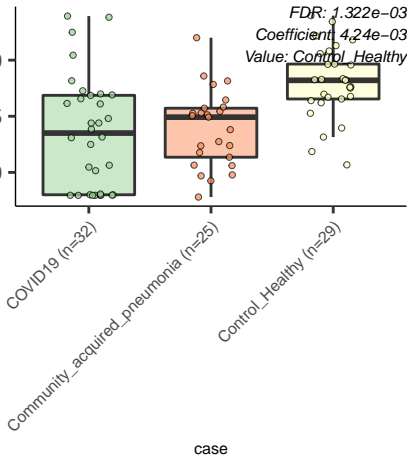 FDR: 1.322e-03
Coefficient: 4.24e-03
Value: Control_Healthy
COVID19 (n=32)
Community_acquired_pneumonia (n=25)
Control_Healthy (n=29)
case